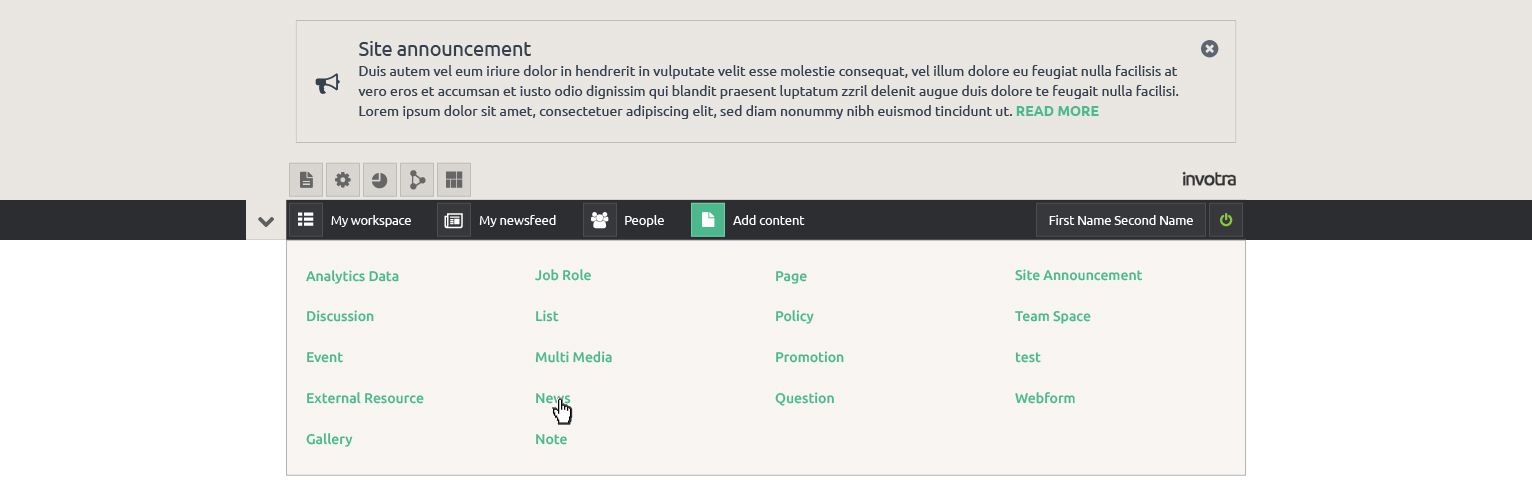 Site announcement
Duis autem vel eum iriure dolor in hendrerit in vulputate velit esse molestie consequat, vel illum dolore eu feugiat nulla facilisis at
vero eros et accumsan et iusto odio dignissim qui blandit praesent luptatum zzril delenit augue duis dolore te feugait nulla facilisi.
Lorem ipsum dolor sit amet, consectetuer adipiscing elit, sed diam nonummy nibh euismod tincidunt ut. READ MORE
invotra
My workspace My newsfeed People Add content First Name Second Name
Analytics Data Job Role Page Site Announcement
Discussion List Policy Team Space
Event Multi Media Promotion test
External Resource News Question Webform
Gallery Note